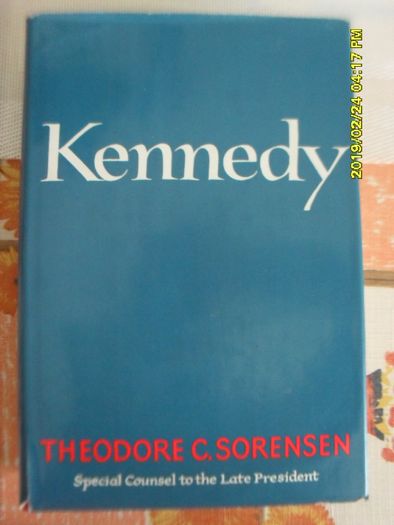 Kennedy
THEODORE C. SORENSEN
Special Counsel to the Late President
2019/02/24 04:17 PM